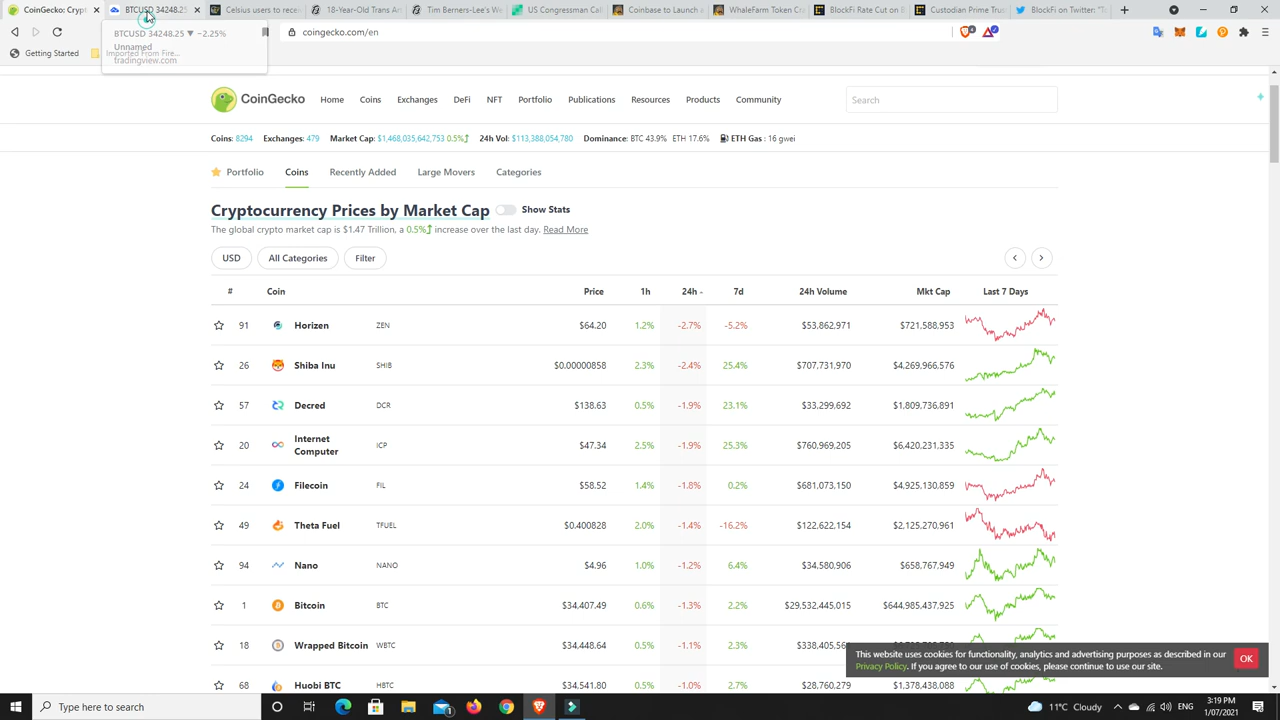 CoinGecko: Crypt
BTCUSD 34248.25
Celsius users to recei
18-Year-Old Trans Ar
Tim Berners-Lee's We
US Congressman Call
Coinbase to Launch a
WhaleFarm Token Cr
BlockFi Rate Cut on B
Custodian Prime Trus
BlockFi on Twitter: "T
coingecko.com/en
BTCUSD 34248.25 ▼ −2.25%
Unnamed
tradingview.com
Getting Started
Imported From Fire...
CoinGecko
Home Coins Exchanges DeFi NFT Portfolio Publications Resources Products Community
Search
Coins: 8294 Exchanges: 479 Market Cap: $1,468,035,642,753 0.5% 24h Vol: $113,388,054,780 Dominance: BTC 43.9% ETH 17.6% ETH Gas : 16 gwei
Portfolio Coins Recently Added Large Movers Categories
Cryptocurrency Prices by Market Cap Show Stats
The global crypto market cap is $1.47 Trillion, a 0.5% increase over the last day. Read More
USD All Categories Filter
# Coin Price 1h 24h 7d 24h Volume Mkt Cap Last 7 Days
91 Horizen ZEN $64.20 1.2% -2.7% -5.2% $53,862,971 $721,588,953
26 Shiba Inu SHIB $0.00000858 2.3% -2.4% 25.4% $707,731,970 $4,269,966,576
57 Decred DCR $138.63 0.5% -1.9% 23.1% $33,299,692 $1,809,736,891
20 Internet Computer ICP $47.34 2.5% -1.9% 25.3% $760,969,205 $6,420,231,335
24 Filecoin FIL $58.52 1.4% -1.8% 0.2% $681,073,150 $4,925,130,859
49 Theta Fuel TFUEL $0.400828 2.0% -1.4% -16.2% $122,622,154 $2,125,270,961
94 Nano NANO $4.96 1.0% -1.2% 6.4% $34,580,906 $658,767,949
1 Bitcoin BTC $34,407.49 0.6% -1.3% 2.2% $29,532,445,015 $644,985,437,925
18 Wrapped Bitcoin WBTC $34,448.64 0.5% -1.1% 2.3% $338,405,56
68 Huobi BTC HBTC $34,541.80 0.5% -1.0% 2.7% $28,760,279 $1,378,438,088
This website uses cookies for functionality, analytics and advertising purposes as described in our
Privacy Policy. If you agree to our use of cookies, please continue to use our site.
OK
Type here to search
11°C Cloudy
ENG
3:19 PM
1/07/2021